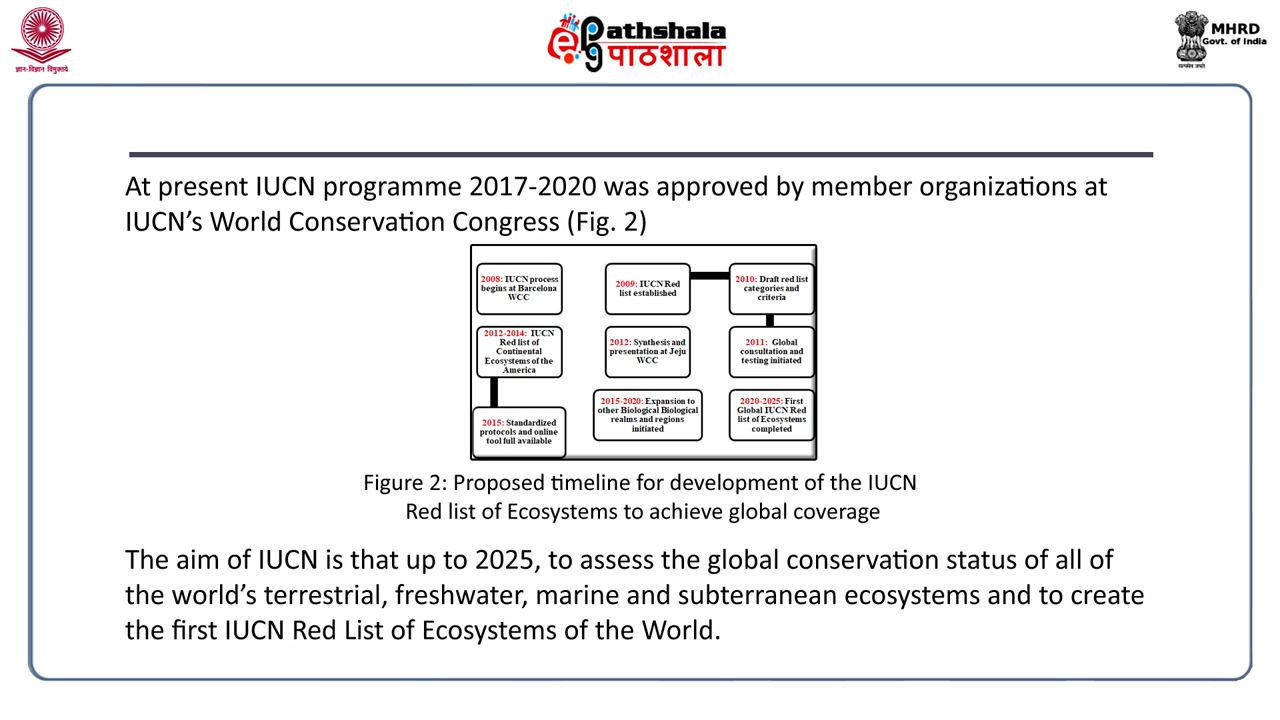 ज्ञान-विज्ञान विमुक्तये
ePathshala
पाठशाला
MHRD
Govt. of India
सत्यमेव जयते
At present IUCN programme 2017-2020 was approved by member organizations at
IUCN's World Conservation Congress (Fig. 2)
2008: IUCN process
begins at Barcelona
WCC
2009: IUCN Red
list established
2010: Draft red list
categories and
criteria
2012-2014: IUCN
Red list of
Continental
Ecosystems of the
America
2012: Synthesis and
presentation at Jeju
WCC
2011: Global
consultation and
testing initiated
2015: Standardized
protocols and online
tool full available
2015-2020: Expansion to
other Biological Biological
realms and regions
initiated
2020-2025: First
Global IUCN Red
list of Ecosystems
completed
Figure 2: Proposed timeline for development of the IUCN
Red list of Ecosystems to achieve global coverage
The aim of IUCN is that up to 2025, to assess the global conservation status of all of
the world's terrestrial, freshwater, marine and subterranean ecosystems and to create
the first IUCN Red List of Ecosystems of the World.